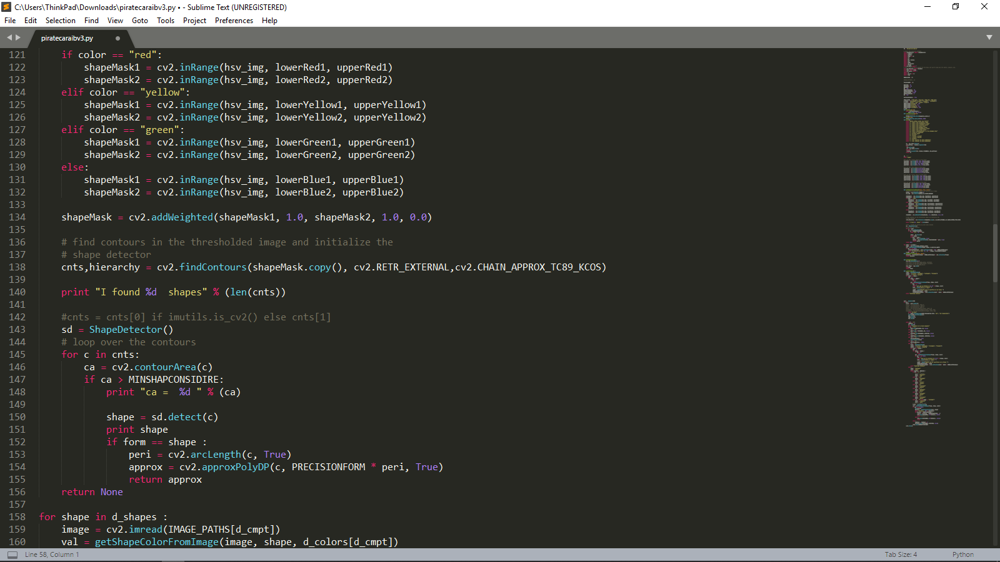 C:\Users\ThinkPad\Downloads\piratecaraibv3.py • - Sublime Text (UNREGISTERED)
File Edit Selection Find View Goto Tools Project Preferences Help
piratecaraibv3.py
121 if color == "red":
122 shapeMask1 = cv2.inRange(hsv_img, lowerRed1, upperRed1)
123 shapeMask2 = cv2.inRange(hsv_img, lowerRed2, upperRed2)
124 elif color == "yellow":
125 shapeMask1 = cv2.inRange(hsv_img, lowerYellow1, upperYellow1)
126 shapeMask2 = cv2.inRange(hsv_img, lowerYellow2, upperYellow2)
127 elif color == "green":
128 shapeMask1 = cv2.inRange(hsv_img, lowerGreen1, upperGreen1)
129 shapeMask2 = cv2.inRange(hsv_img, lowerGreen2, upperGreen2)
130 else:
131 shapeMask1 = cv2.inRange(hsv_img, lowerBlue1, upperBlue1)
132 shapeMask2 = cv2.inRange(hsv_img, lowerBlue2, upperBlue2)
133
134 shapeMask = cv2.addWeighted(shapeMask1, 1.0, shapeMask2, 1.0, 0.0)
135
136 # find contours in the thresholded image and initialize the
137 # shape detector
138 cnts,hierarchy = cv2.findContours(shapeMask.copy(), cv2.RETR_EXTERNAL,cv2.CHAIN_APPROX_TC89_KCOS)
139
140 print "I found %d  shapes" % (len(cnts))
141
142 #cnts = cnts[0] if imutils.is_cv2() else cnts[1]
143 sd = ShapeDetector()
144 # loop over the contours
145 for c in cnts:
146 ca = cv2.contourArea(c)
147 if ca > MINSHAPCONSIDIRE:
148 print "ca =  %d " % (ca)
149
150 shape = sd.detect(c)
151 print shape
152 if form == shape :
153 peri = cv2.arcLength(c, True)
154 approx = cv2.approxPolyDP(c, PRECISIONFORM * peri, True)
155 return approx
156 return None
157
158 for shape in d_shapes :
159 image = cv2.imread(IMAGE_PATHS[d_cmpt])
160 val = getShapeColorFromImage(image, shape, d_colors[d_cmpt])
Line 58, Column 1 Tab Size: 4 Python